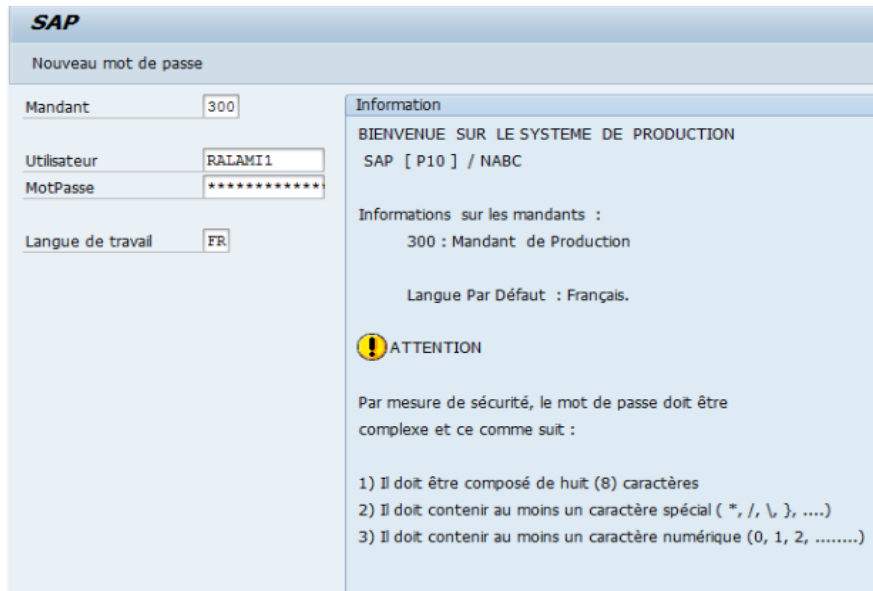 SAP
Nouveau mot de passe
Mandant 300
Utilisateur RALAMI1
MotPasse *************
Langue de travail FR
Information
BIENVENUE SUR LE SYSTEME DE PRODUCTION
SAP [ P10 ] / NABC
Informations sur les mandants :
300 : Mandant de Production
Langue Par Défaut : Français.
ATTENTION
Par mesure de sécurité, le mot de passe doit être
complexe et ce comme suit :
1) Il doit être composé de huit (8) caractères
2) Il doit contenir au moins un caractère spécial ( *, /, \, }, ....)
3) Il doit contenir au moins un caractère numérique (0, 1, 2, ........)